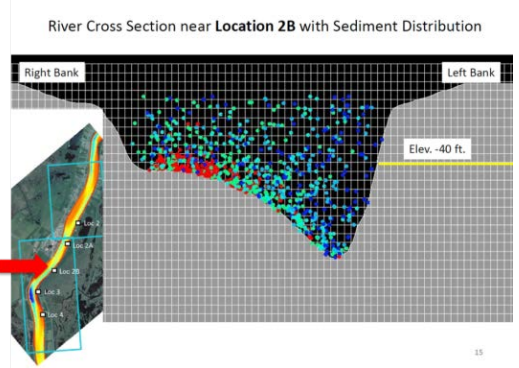 River Cross Section near Location 2B with Sediment Distribution
Right Bank
Left Bank
Elev. -40 ft.
Loc 2
Loc 2A
Loc 2B
Loc 3
Loc 4
15